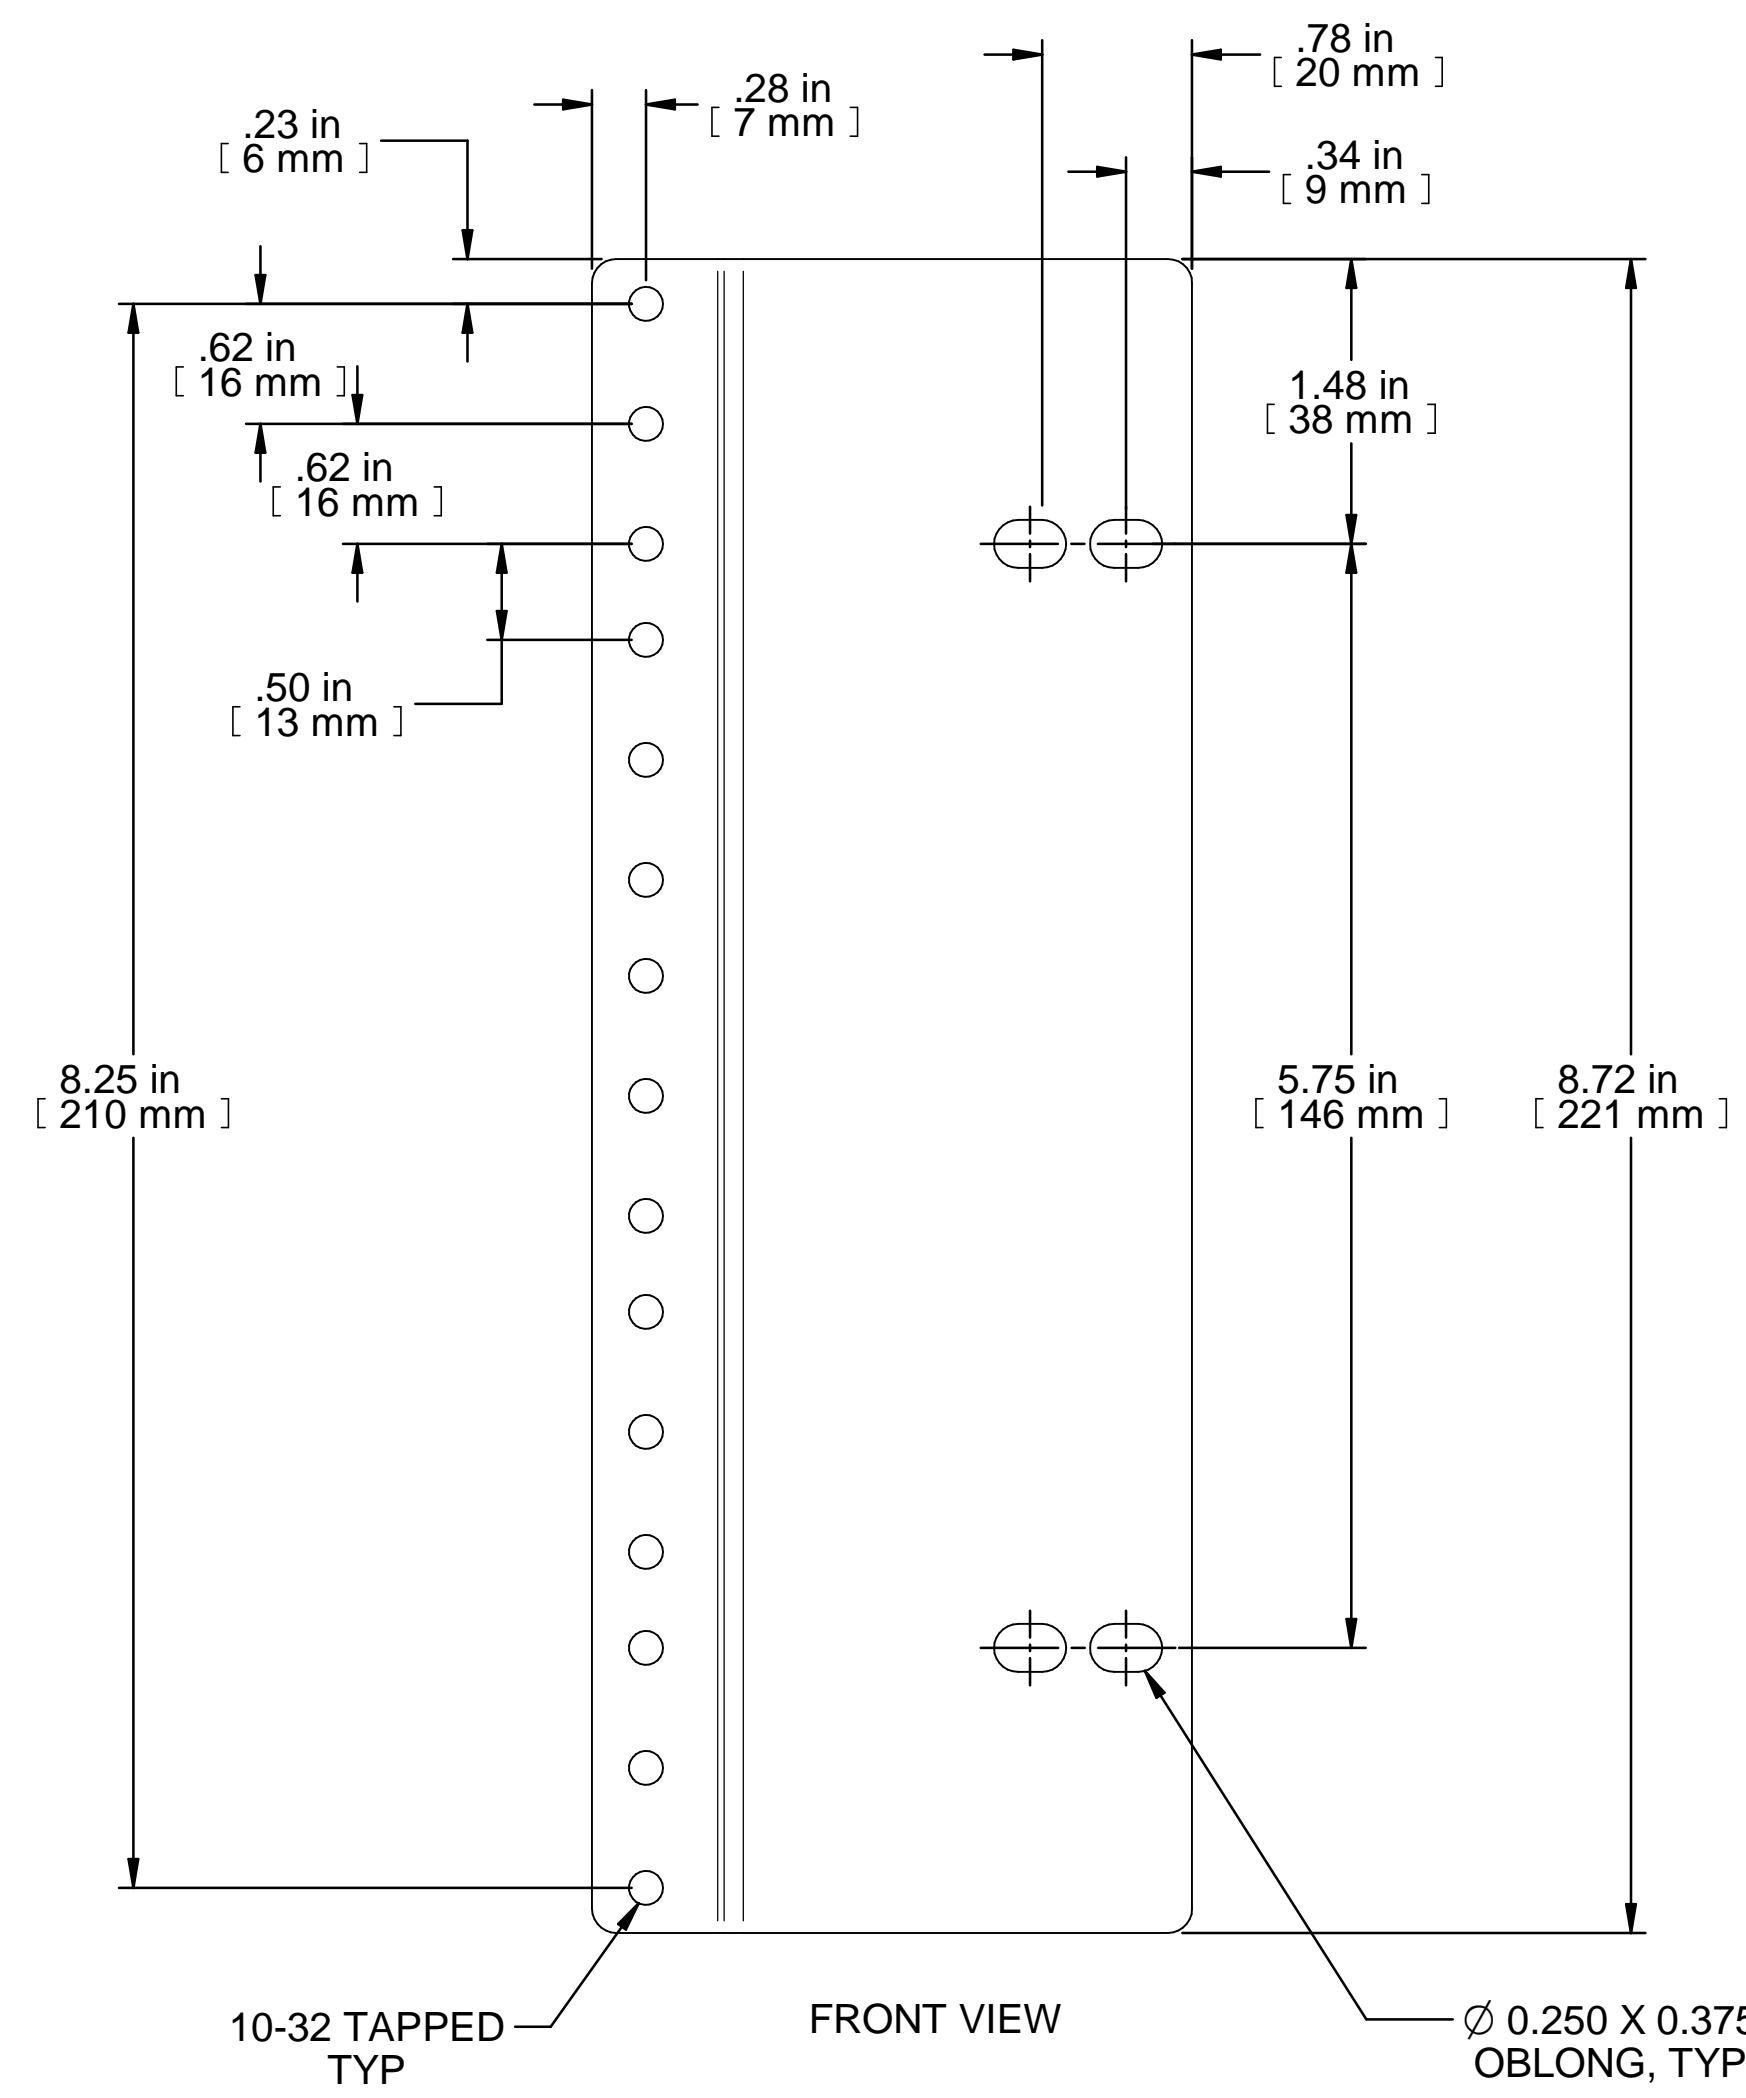 .78 in
[ 20 mm ]
.28 in
[ 7 mm ]
.23 in
[ 6 mm ]
.34 in
[ 9 mm ]
.62 in
[ 16 mm ]
1.48 in
[ 38 mm ]
.62 in
[ 16 mm ]
.50 in
[ 13 mm ]
8.25 in
[ 210 mm ]
5.75 in
[ 146 mm ]
8.72 in
[ 221 mm ]
10-32 TAPPED
TYP
FRONT VIEW
∅ 0.250 X 0.375
OBLONG, TYP